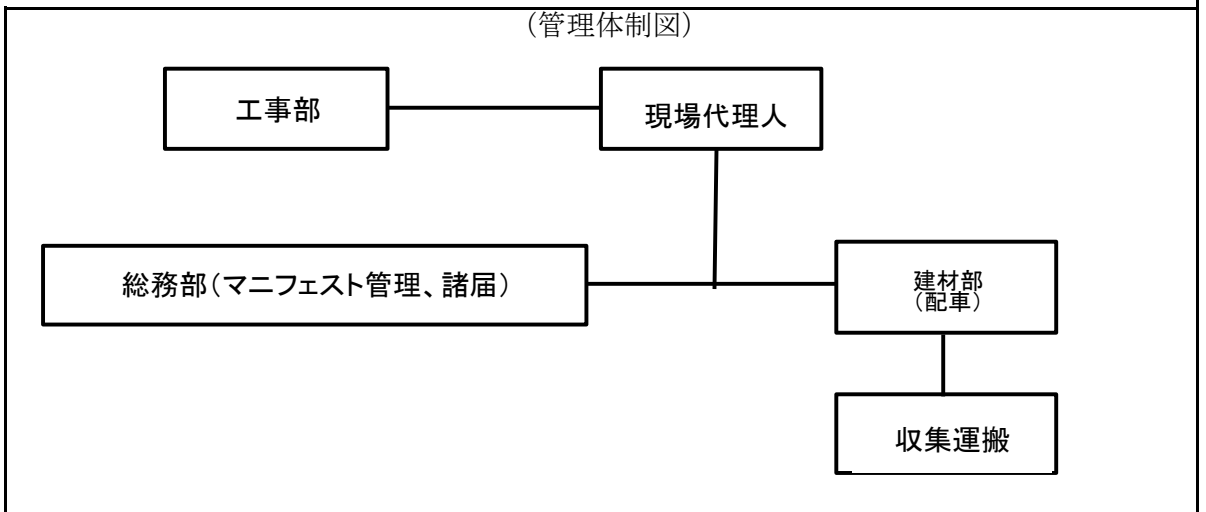 (管理体制図)
工事部
現場代理人
総務部(マニフェスト管理、諸届)
建材部
(配車)
収集運搬